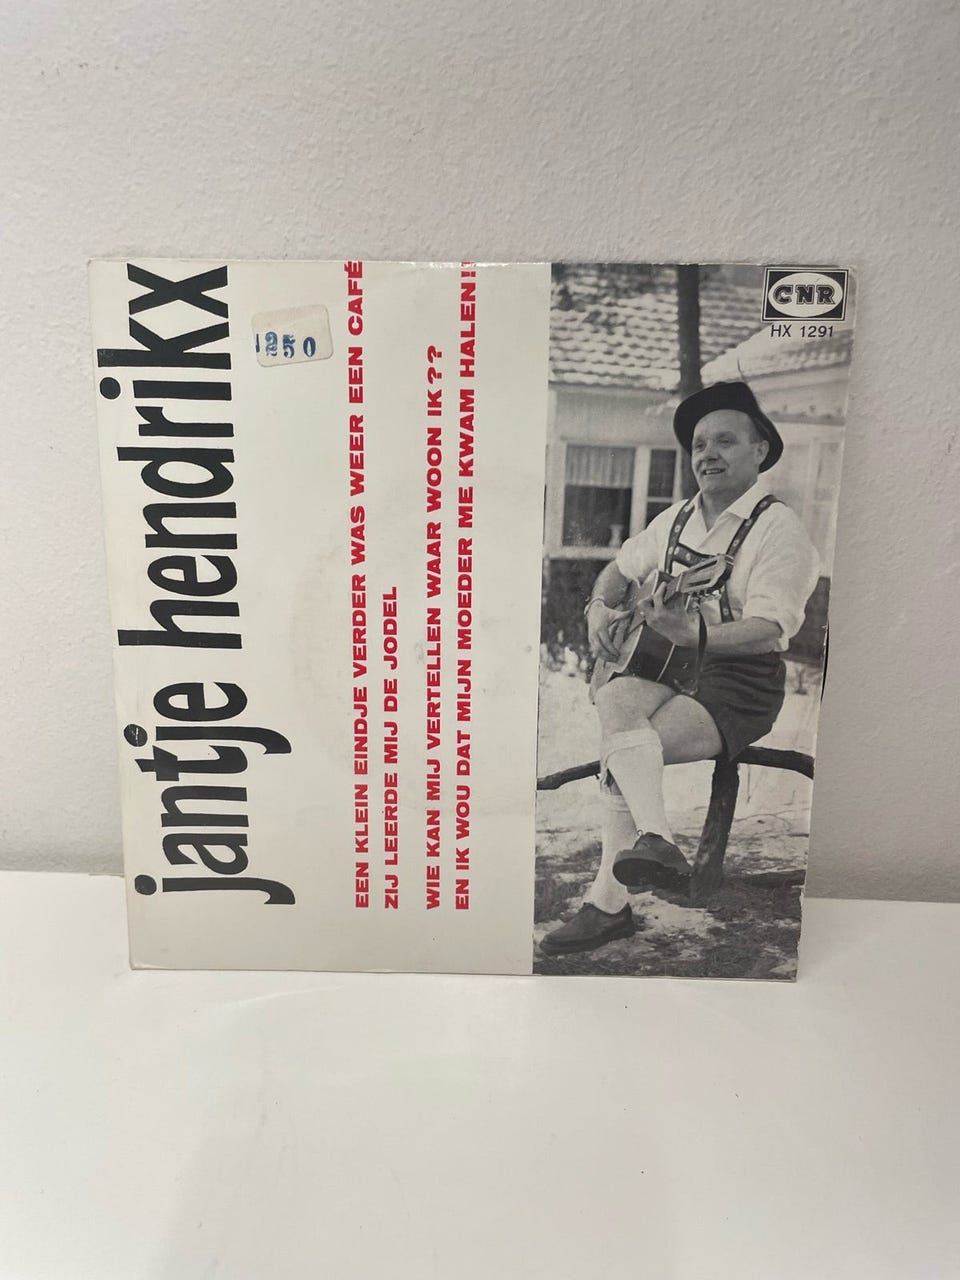 jantje hendrikx
EEN KLEIN EINDJE VERDER WAS WEER EEN CAFÉ
ZIJ LEERDE MIJ DE JODEL
WIE KAN MIJ VERTELLEN WAAR WOON IK??
EN IK WOU DAT MIJN MOEDER ME KWAM HALEN!!
CNR
HX 1291